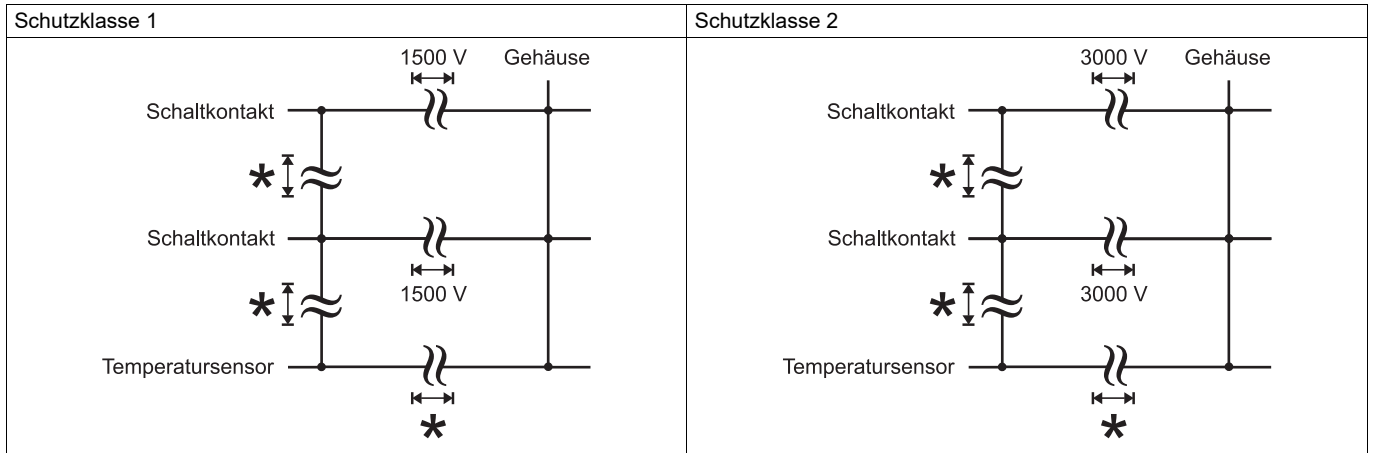 Schutzklasse 1
Schutzklasse 2
1500 V Gehäuse
Schaltkontakt
*
Schaltkontakt
1500 V
*
Temperatursensor
*
3000 V Gehäuse
Schaltkontakt
*
Schaltkontakt
3000 V
*
Temperatursensor
*